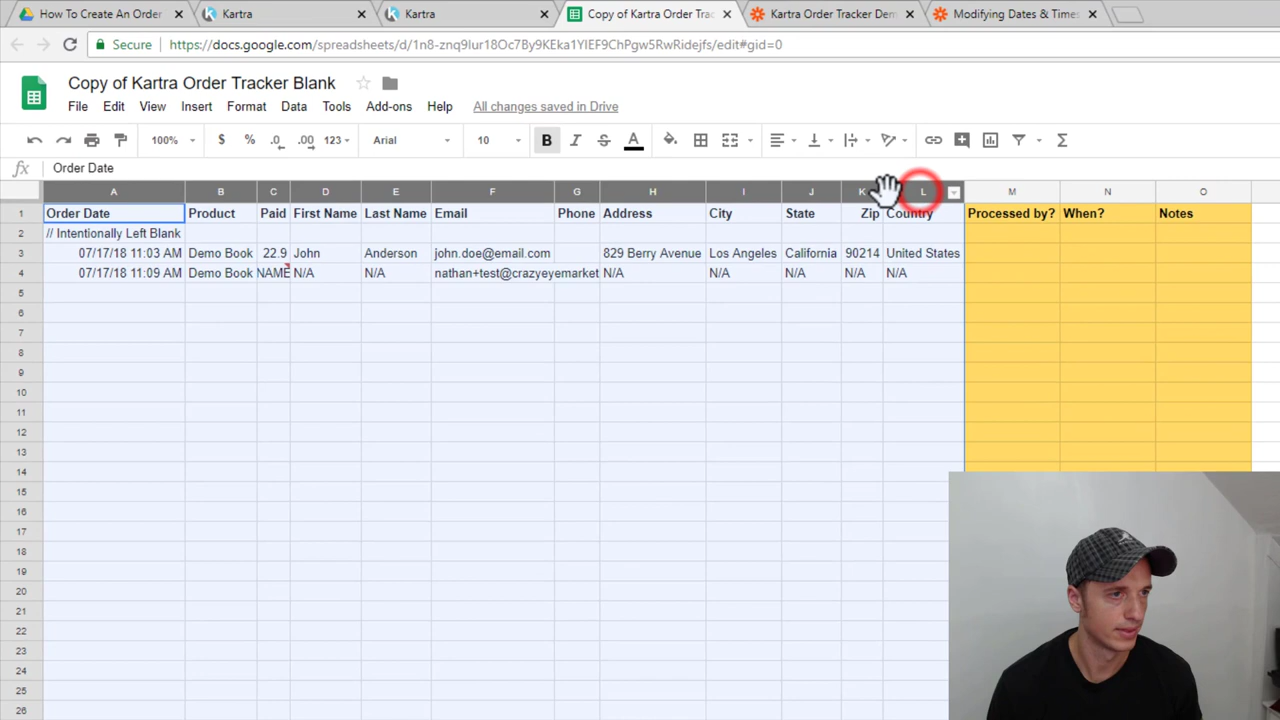 How To Create An Order
Kartra
Kartra
Copy of Kartra Order Trac
Kartra Order Tracker Dem
Modifying Dates & Times
Secure
https://docs.google.com/spreadsheets/d/1n8-znq9Iur18Oc7By9KEka1YlEF9ChPgw5RwRidejfs/edit#gid=0
Copy of Kartra Order Tracker Blank
File Edit View Insert Format Data Tools Add-ons Help All changes saved in Drive
100% $ % .0 .00 123 Arial 10 B I S A Σ
fx Order Date
A B C D E F G H I J K L M N O
1 Order Date Product Paid First Name Last Name Email Phone Address City State Zip Country Processed by? When? Notes
2 // Intentionally Left Blank
3 07/17/18 11:03 AM Demo Book 22.9 John Anderson john.doe@email.com 829 Berry Avenue Los Angeles California 90214 United States
4 07/17/18 11:09 AM Demo Book NAME N/A N/A nathan+test@crazyeyemarket N/A N/A N/A N/A N/A
5
6
7
8
9
10
11
12
13
14
15
16
17
18
19
20
21
22
23
24
25
26